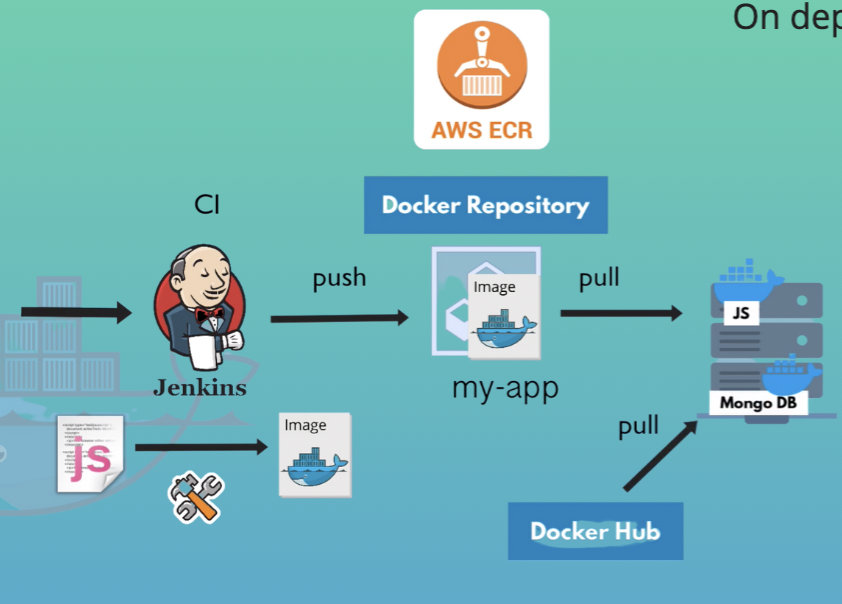 On dep
AWS ECR
CI
Docker Repository
push
Image
pull
JS
Jenkins
my-app
Mongo DB
js
Image
pull
Docker Hub